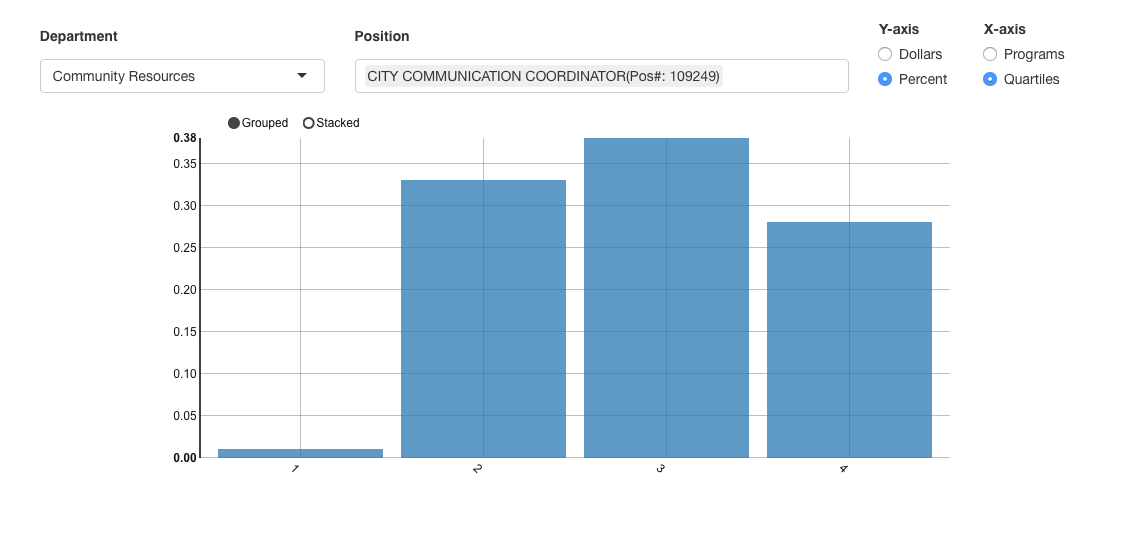 Department
Position
Y-axis
X-axis
Community Resources
CITY COMMUNICATION COORDINATOR(Pos#: 109249)
Dollars
Programs
Percent
Quartiles
Grouped
Stacked
0.38
0.35
0.30
0.25
0.20
0.15
0.10
0.05
0.00
1
2
3
4